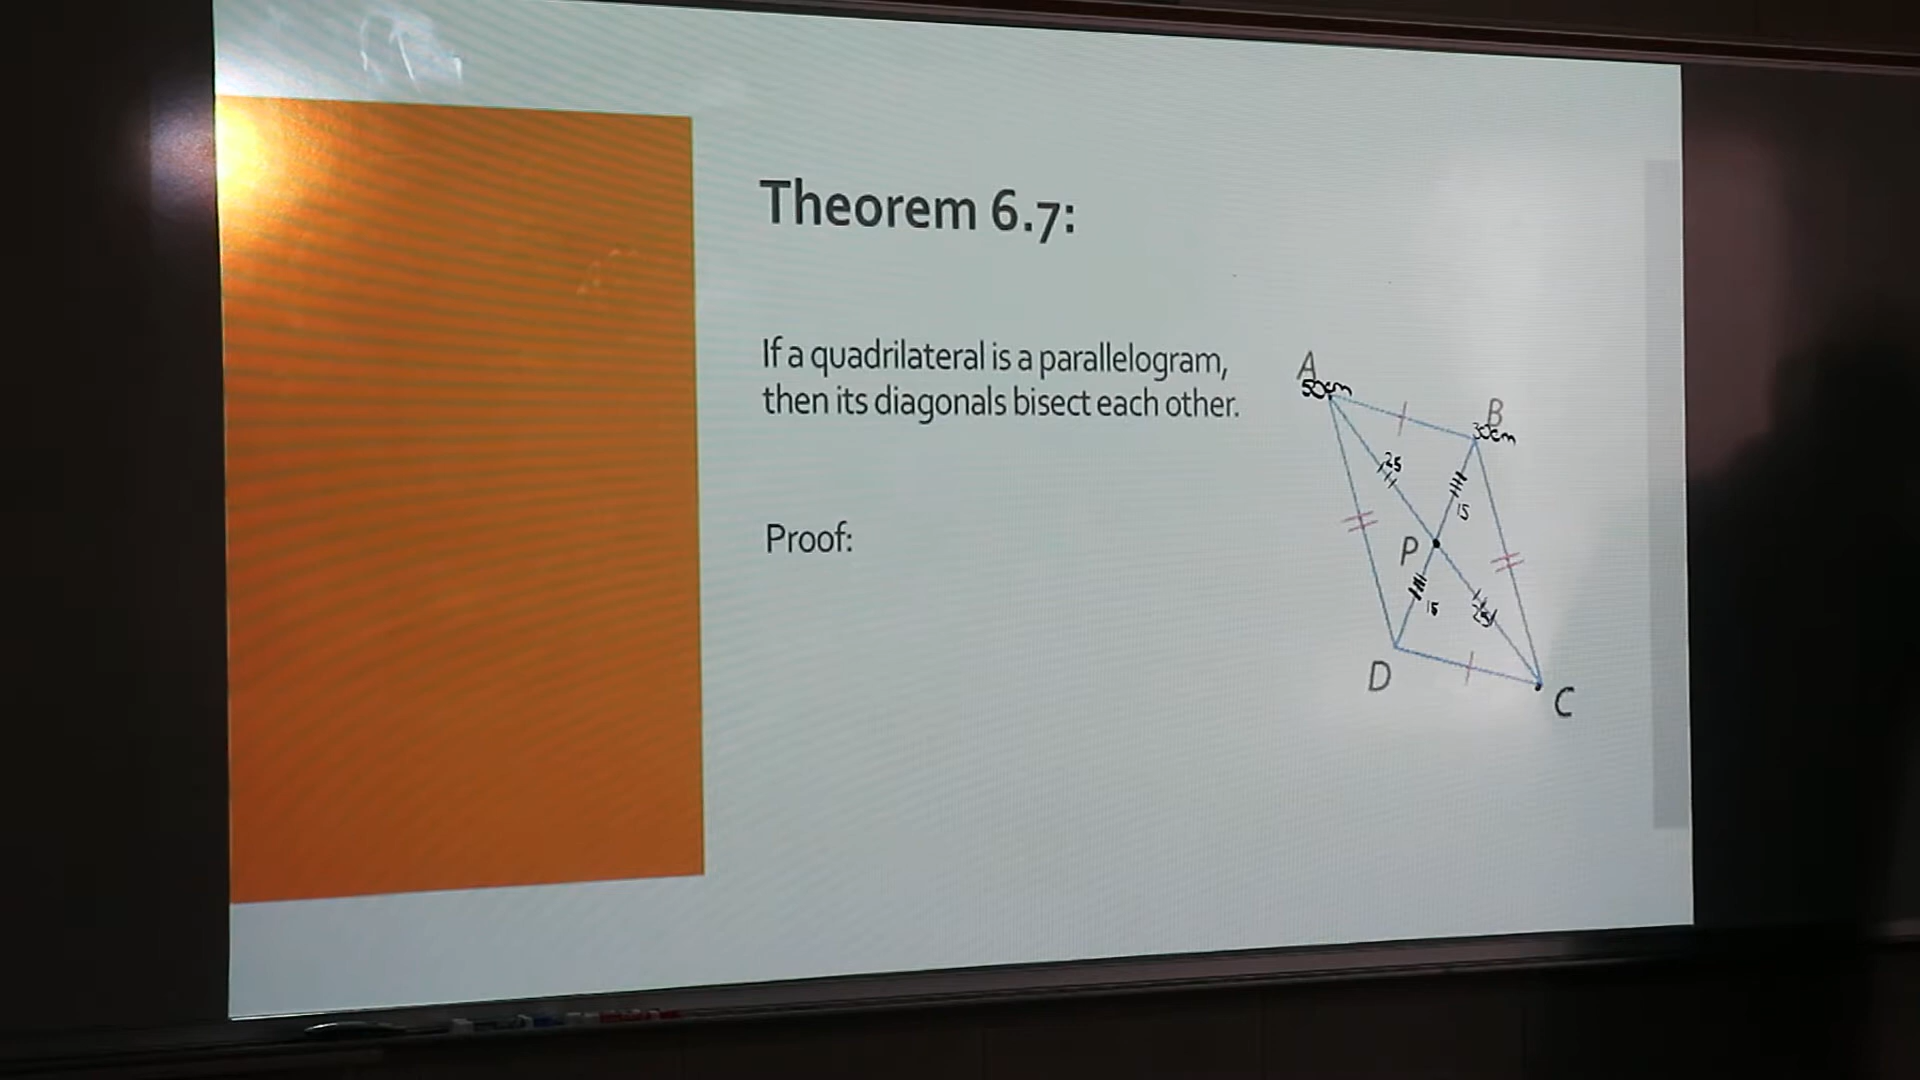 Theorem 6.7:
If a quadrilateral is a parallelogram,
then its diagonals bisect each other.
Proof:
A
50cm
B
30cm
25
15
P
15
25
D
C